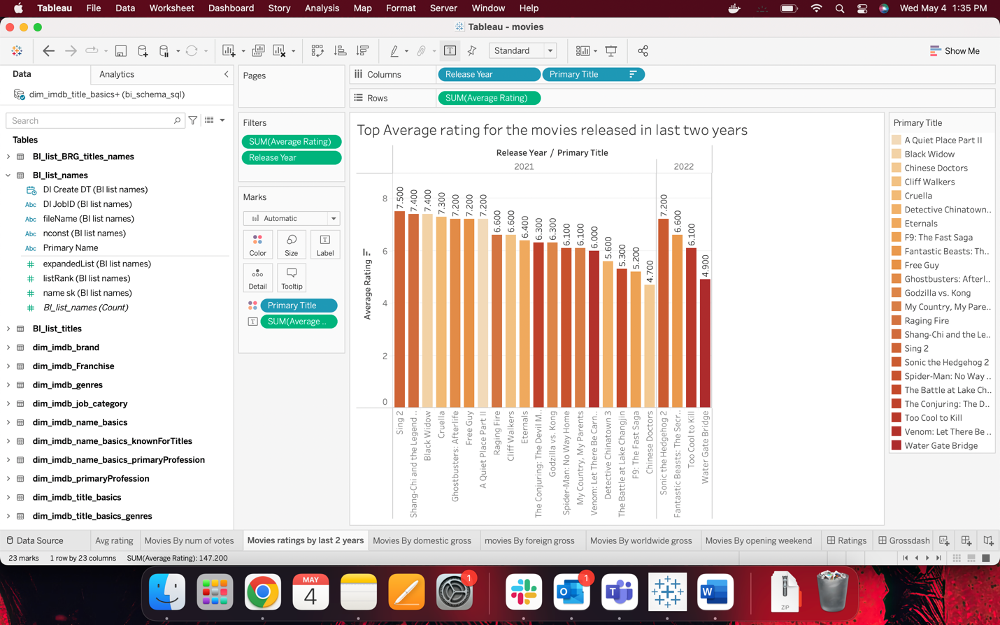 Tableau File Data Worksheet Dashboard Story Analysis Map Format Server Window Help Wed May 4 1:35 PM
Tableau - movies
Standard Show Me
Data Analytics
dim_imdb_title_basics+ (bi_schema_sql)
Search
Tables
BI_list_BRG_titles_names
BI_list_names
DI Create DT (BI list names)
Abc DI JobID (BI list names)
Abc fileName (BI list names)
Abc nconst (BI list names)
Abc Primary Name
expandedList (BI list names)
listRank (BI list names)
name sk (BI list names)
BI_list_names (Count)
BI_list_titles
dim_imdb_brand
dim_imdb_Franchise
dim_imdb_genres
dim_imdb_job_category
dim_imdb_name_basics
dim_imdb_name_basics_knownForTitles
dim_imdb_name_basics_primaryProfession
dim_imdb_primaryProfession
dim_imdb_title_basics
dim_imdb_title_basics_genres
Pages
Filters
SUM(Average Rating)
Release Year
Marks
Automatic
Color Size Label
Detail Tooltip
Primary Title
SUM(Average ..
Columns Release Year Primary Title
Rows SUM(Average Rating)
Top Average rating for the movies released in last two years
Release Year / Primary Title
2021 2022
Average Rating
8
6
4
2
0
7.500
7.400
7.400
7.300
7.200
7.200
7.200
6.600
6.600
6.400
6.300
6.300
6.100
6.100
6.000
5.600
5.300
5.200
4.700
7.200
6.600
6.100
4.900
Sing 2
Shang-Chi and the Legend ..
Black Widow
Cruella
Ghostbusters: Afterlife
Free Guy
A Quiet Place Part II
Raging Fire
Cliff Walkers
Eternals
The Conjuring: The Devil M..
Godzilla vs. Kong
Spider-Man: No Way Home
My Country, My Parents
Venom: Let There Be Carn..
Detective Chinatown 3
The Battle at Lake Changjin
F9: The Fast Saga
Chinese Doctors
Sonic the Hedgehog 2
Fantastic Beasts: The Secr..
Too Cool to Kill
Water Gate Bridge
Primary Title
A Quiet Place Part II
Black Widow
Chinese Doctors
Cliff Walkers
Cruella
Detective Chinatown..
Eternals
F9: The Fast Saga
Fantastic Beasts: Th..
Free Guy
Ghostbusters: Afterl..
Godzilla vs. Kong
My Country, My Pare..
Raging Fire
Shang-Chi and the Le..
Sing 2
Sonic the Hedgehog 2
Spider-Man: No Way ..
The Battle at Lake Ch..
The Conjuring: The D..
Too Cool to Kill
Venom: Let There Be ..
Water Gate Bridge
Data Source Avg rating Movies By num of votes Movies ratings by last 2 years Movies By domestic gross movies By foreign gross Movies By worldwide gross Movies By opening weekend Ratings Grossdash
23 marks 1 row by 23 columns SUM(Average Rating): 147.200
MAY
4
1
1
ZIP